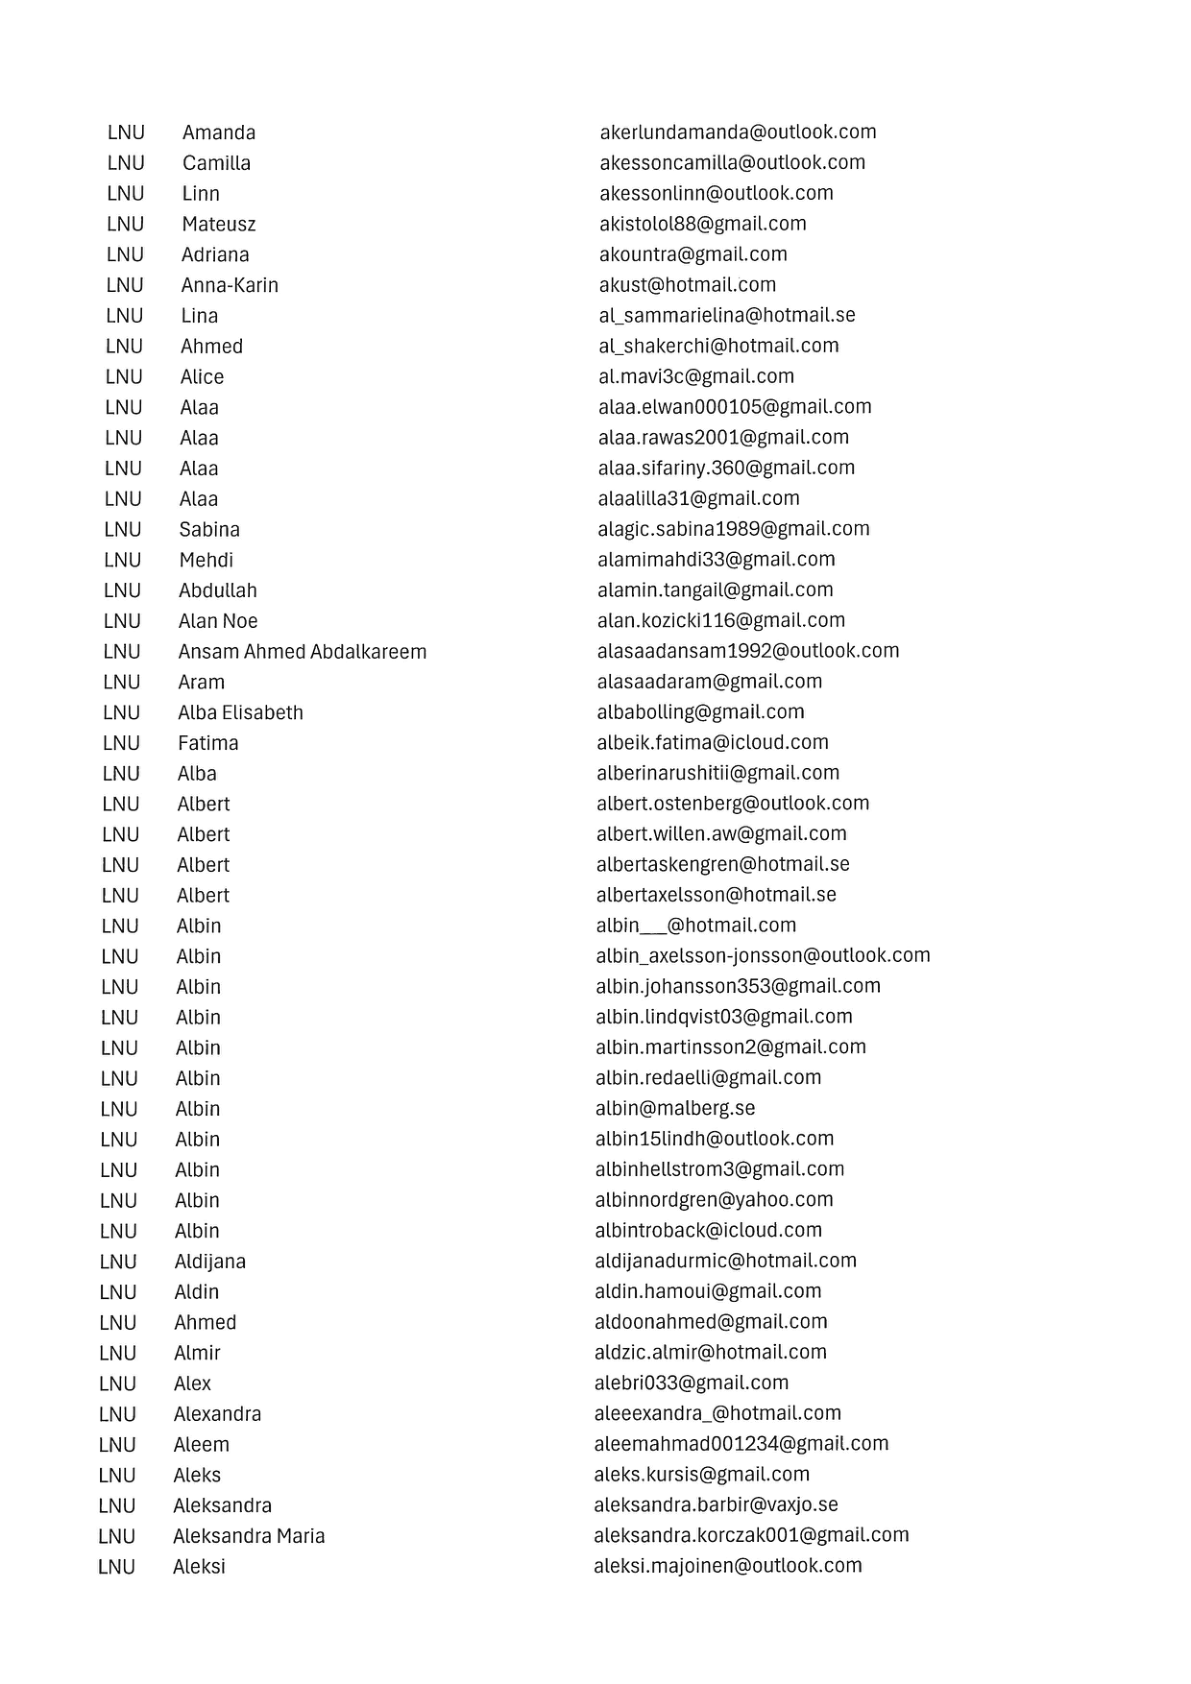 LNU Amanda akerlundamanda@outlook.com
LNU Camilla akessoncamilla@outlook.com
LNU Linn akessonlinn@outlook.com
LNU Mateusz akistolol88@gmail.com
LNU Adriana akountra@gmail.com
LNU Anna-Karin akust@hotmail.com
LNU Lina al_sammarielina@hotmail.se
LNU Ahmed al_shakerchi@hotmail.com
LNU Alice al.mavi3c@gmail.com
LNU Alaa alaa.elwan000105@gmail.com
LNU Alaa alaa.rawas2001@gmail.com
LNU Alaa alaa.sifariny.360@gmail.com
LNU Alaa alaalilla31@gmail.com
LNU Sabina alagic.sabina1989@gmail.com
LNU Mehdi alamimahdi33@gmail.com
LNU Abdullah alamin.tangail@gmail.com
LNU Alan Noe alan.kozicki116@gmail.com
LNU Ansam Ahmed Abdalkareem alasaadansam1992@outlook.com
LNU Aram alasaadaram@gmail.com
LNU Alba Elisabeth albabolling@gmail.com
LNU Fatima albeik.fatima@icloud.com
LNU Alba alberinarushitii@gmail.com
LNU Albert albert.ostenberg@outlook.com
LNU Albert albert.willen.aw@gmail.com
LNU Albert albertaskengren@hotmail.se
LNU Albert albertaxelsson@hotmail.se
LNU Albin albin__@hotmail.com
LNU Albin albin_axelsson-jonsson@outlook.com
LNU Albin albin.johansson353@gmail.com
LNU Albin albin.lindqvist03@gmail.com
LNU Albin albin.martinsson2@gmail.com
LNU Albin albin.redaelli@gmail.com
LNU Albin albin@malberg.se
LNU Albin albin15lindh@outlook.com
LNU Albin albinhellstrom3@gmail.com
LNU Albin albinnordgren@yahoo.com
LNU Albin albintroback@icloud.com
LNU Aldijana aldijanadurmic@hotmail.com
LNU Aldin aldin.hamoui@gmail.com
LNU Ahmed aldoonahmed@gmail.com
LNU Almir aldzic.almir@hotmail.com
LNU Alex alebri033@gmail.com
LNU Alexandra aleeexandra_@hotmail.com
LNU Aleem aleemahmad001234@gmail.com
LNU Aleks aleks.kursis@gmail.com
LNU Aleksandra aleksandra.barbir@vaxjo.se
LNU Aleksandra Maria aleksandra.korczak001@gmail.com
LNU Aleksi aleksi.majoinen@outlook.com